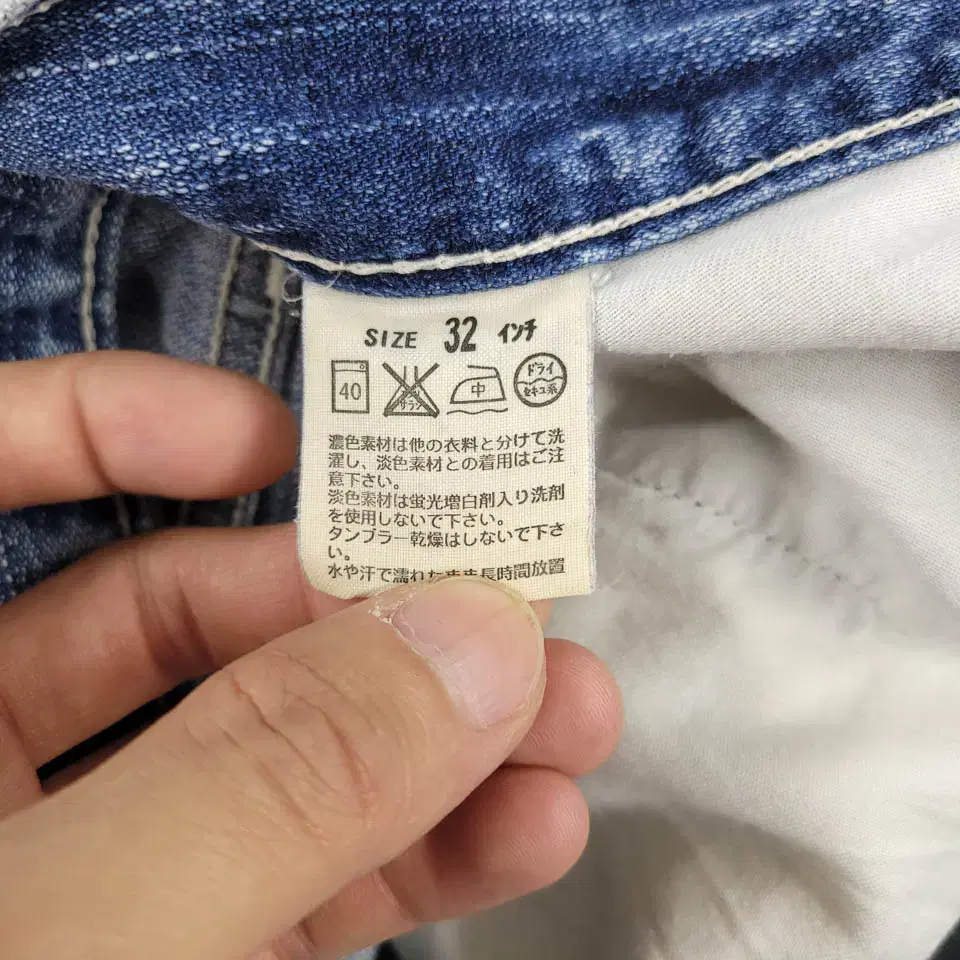 SIZE 32 インチ
40 中 ドライ
セキユ系
濃色素材は他の衣料と分けて洗
濯し、淡色素材との着用はご注
意下さい。
淡色素材は蛍光増白剤入り洗剤
を使用しないで下さい。
タンブラー乾燥はしないで下さ
い。
水や汗で濡れたまま長時間放置